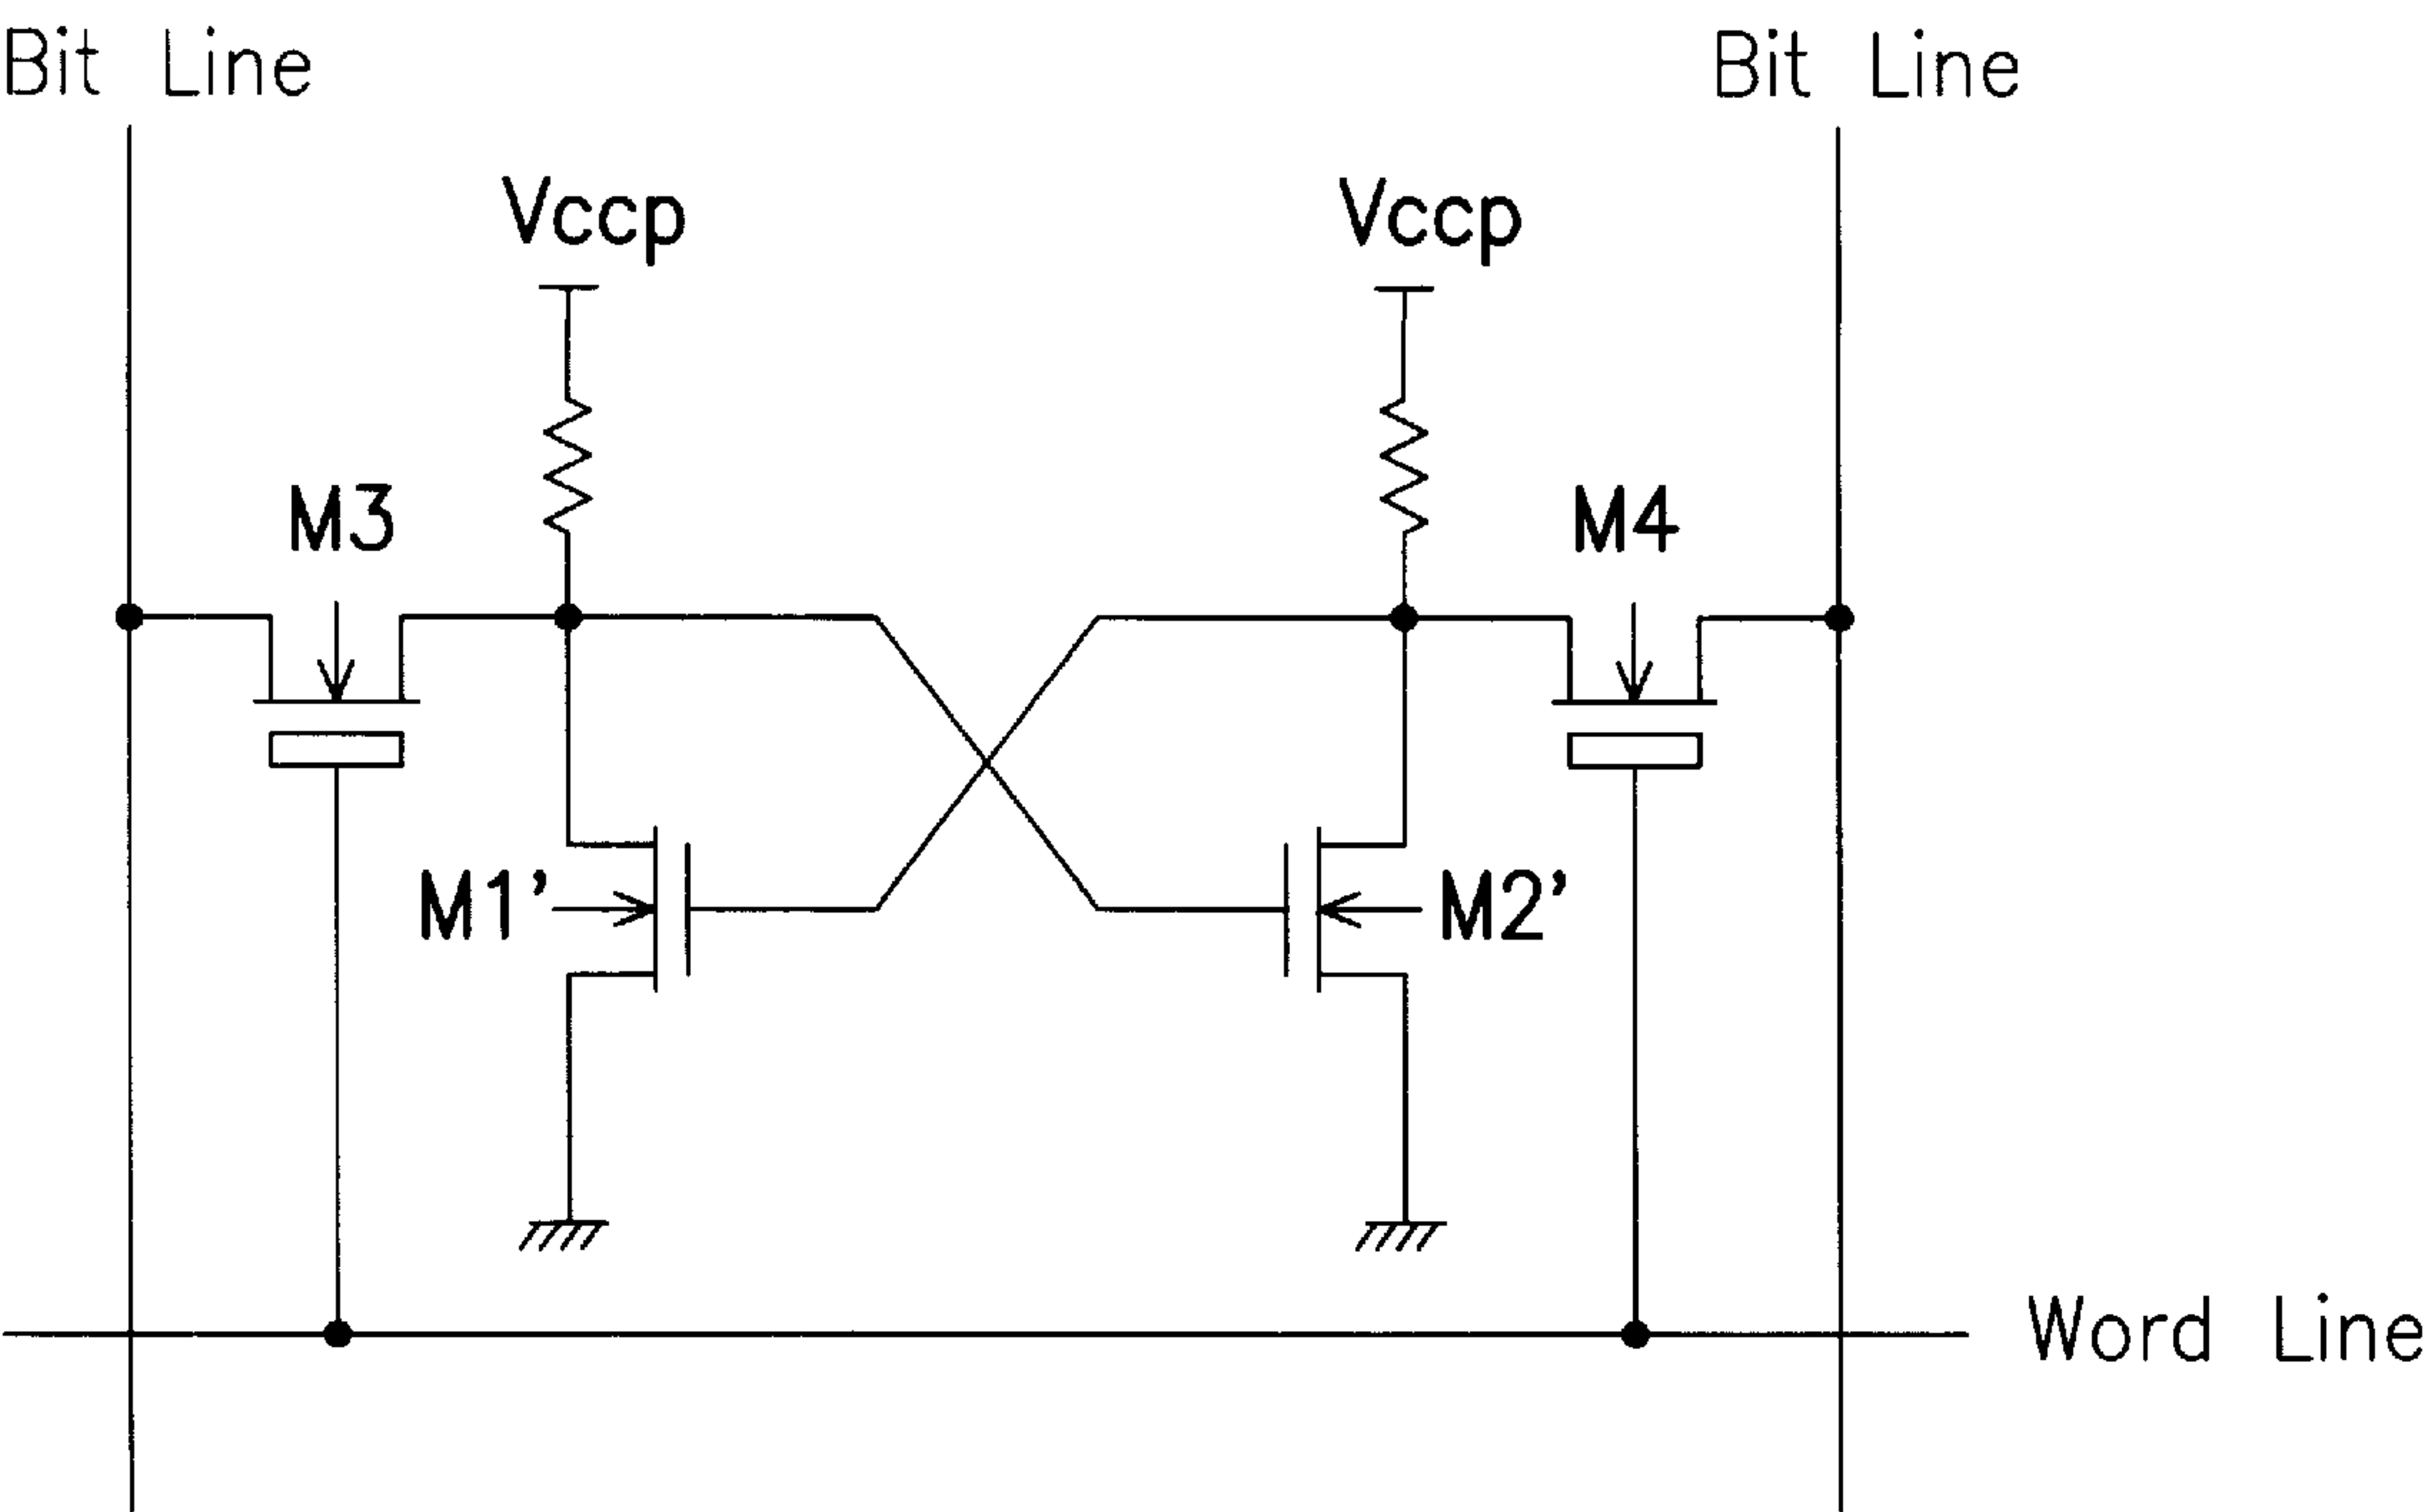 Bit Line
Bit Line
Vccp
Vccp
M3
M4
M1'
M2'
Word Line